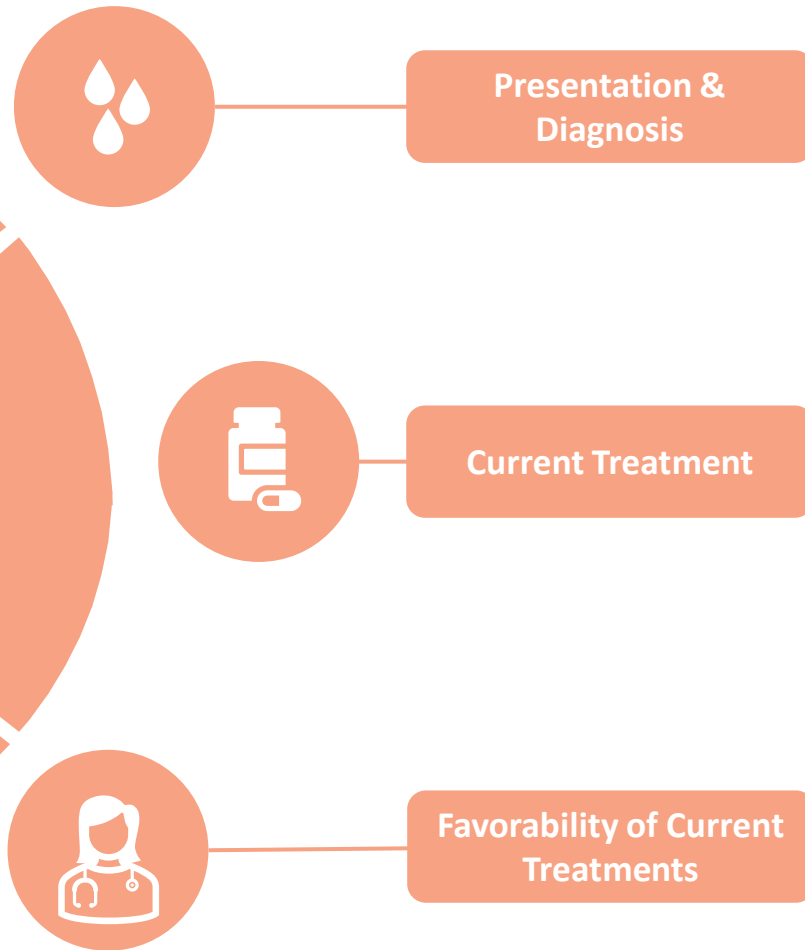 Presentation &
Diagnosis
Current Treatment
Favorability of Current
Treatments